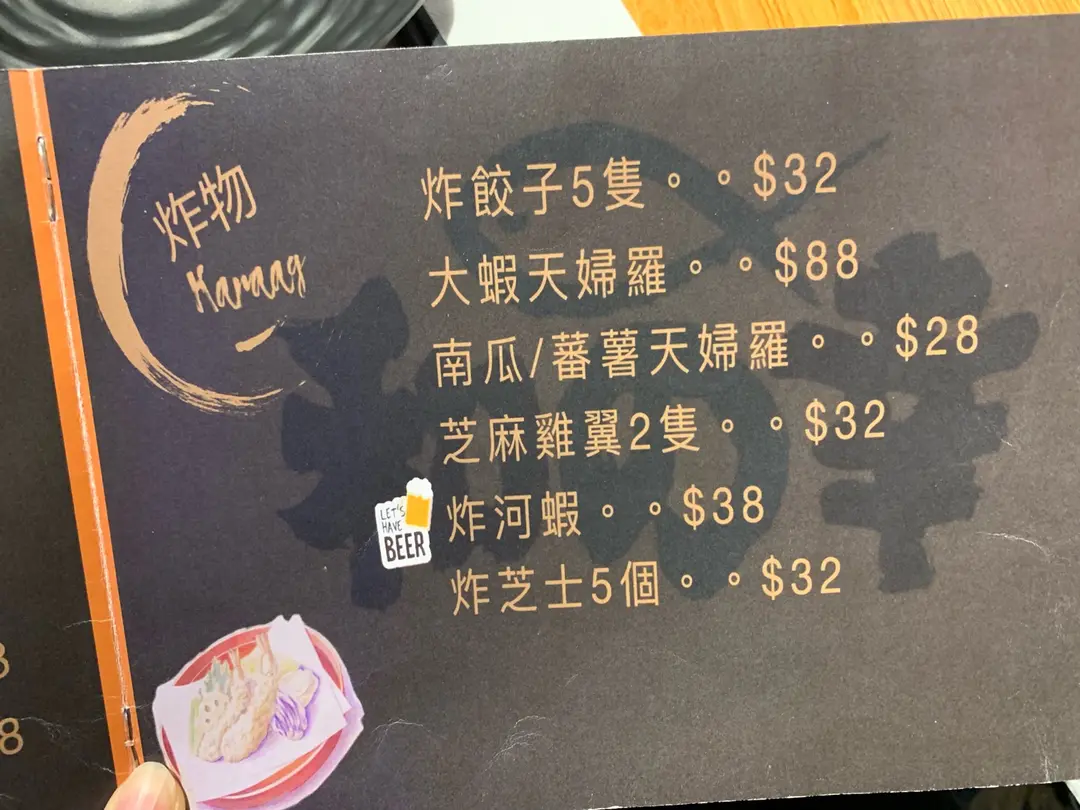 炸物
Karaag
炸餃子5隻。。$32
大蝦天婦羅。。$88
南瓜/蕃薯天婦羅。。$28
芝麻雞翼2隻。。$32
LET'S
HAVE
BEER
炸河蝦。。$38
炸芝士5個。。$32
8